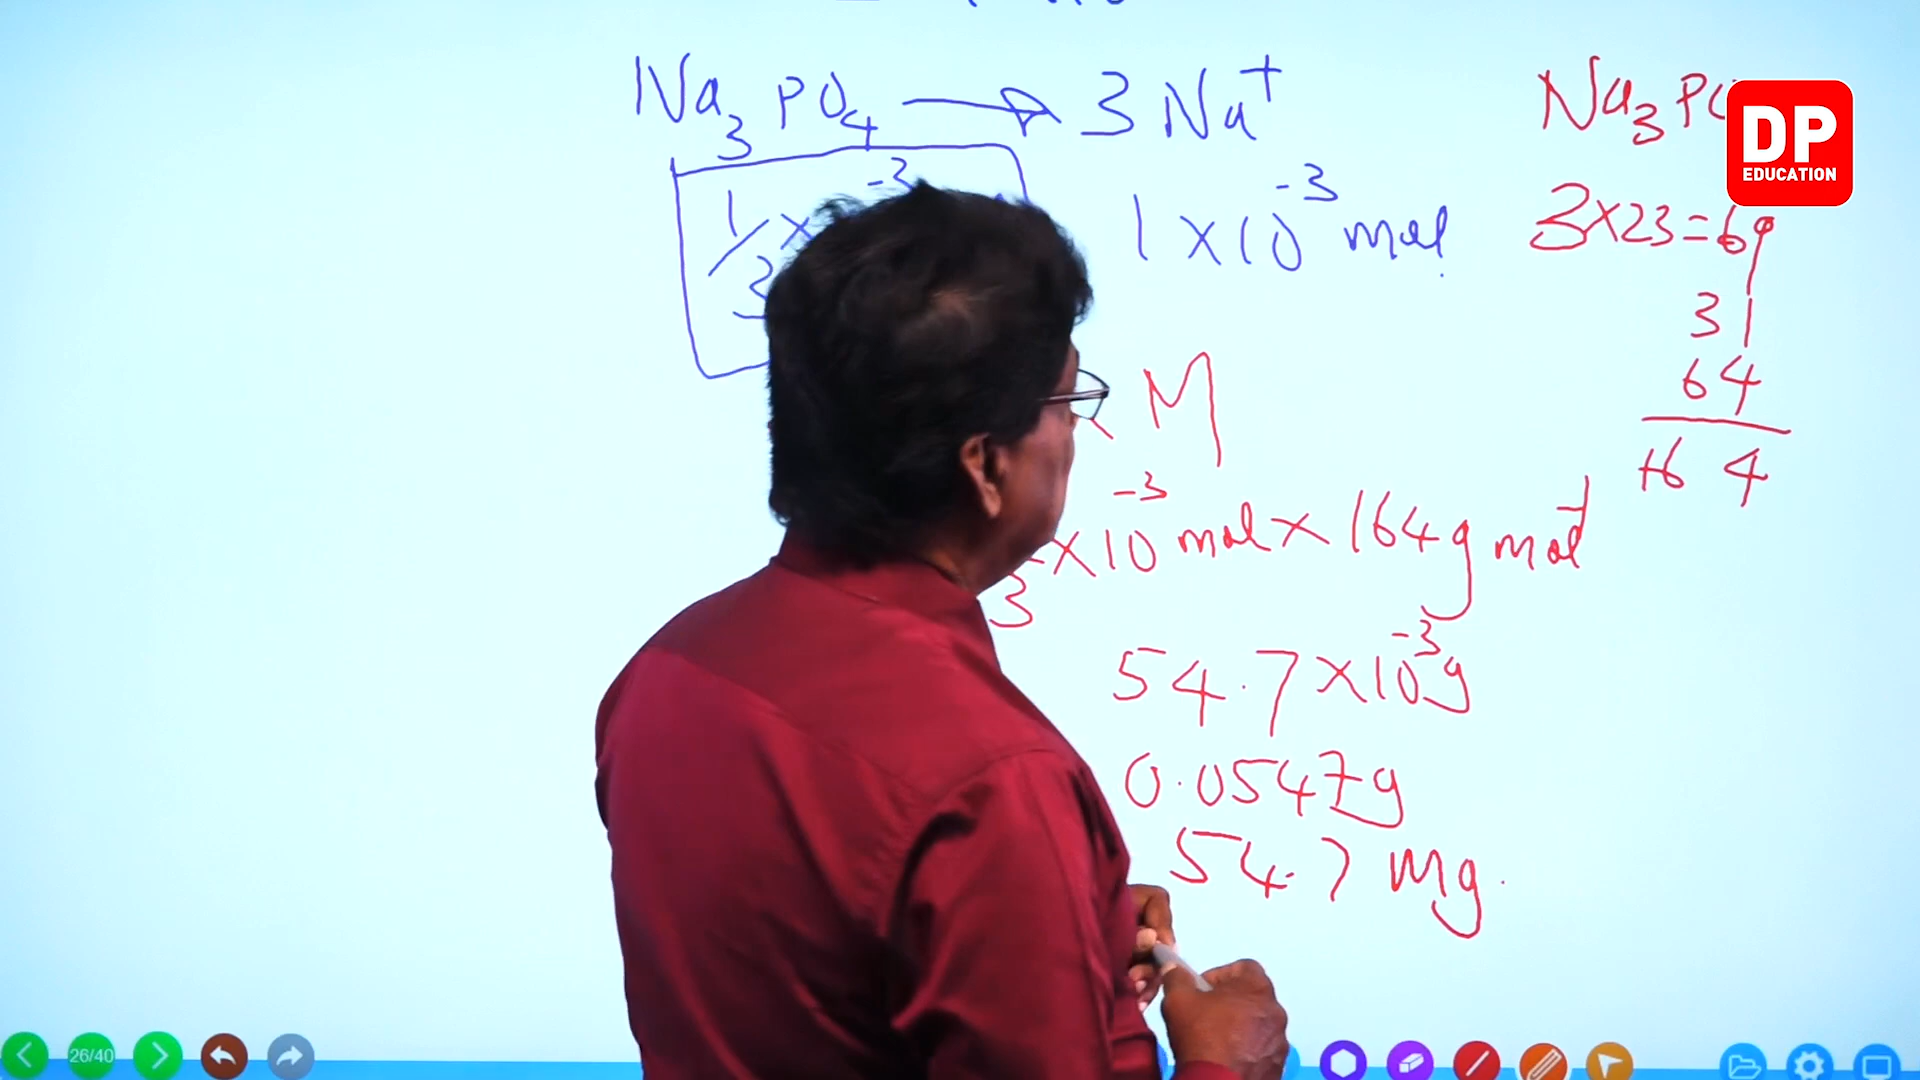 Na₃PO₄ → 3Na⁺
1 × 10⁻³ mol
M
3 × 10⁻³ mol × 164 g mol⁻¹
54.7 × 10⁻³ g
0.0547 g
54.7 mg.
Na₃P
3×23=69
31
64
164
DP
EDUCATION
26/40